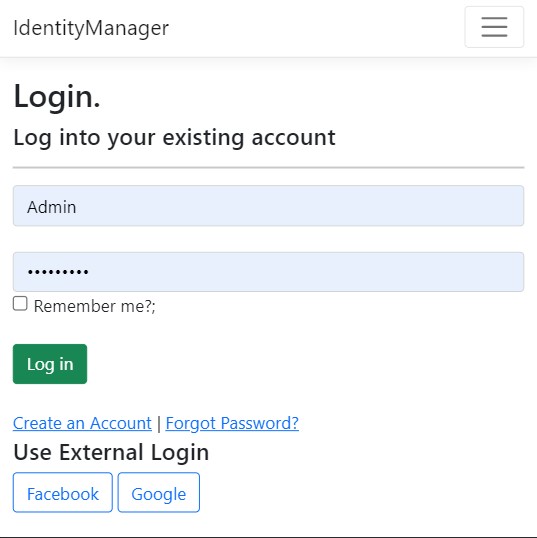 IdentityManager
Login.
Log into your existing account
Admin
•••••••••
Remember me?;
Log in
Create an Account | Forgot Password?
Use External Login
Facebook Google